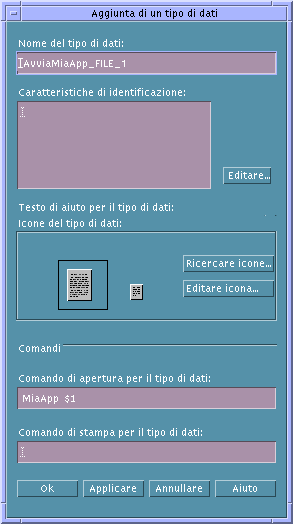 Aggiunta di un tipo di dati
Nome del tipo di dati:
AvviaMiaApp_FILE_1
Caratteristiche di identificazione:
Editare...
Testo di aiuto per il tipo di dati:
Icone del tipo di dati:
Ricercare icone...
Editare icona...
Comandi
Comando di apertura per il tipo di dati:
MiaApp $1
Comando di stampa per il tipo di dati:
Ok Applicare Annullare Aiuto